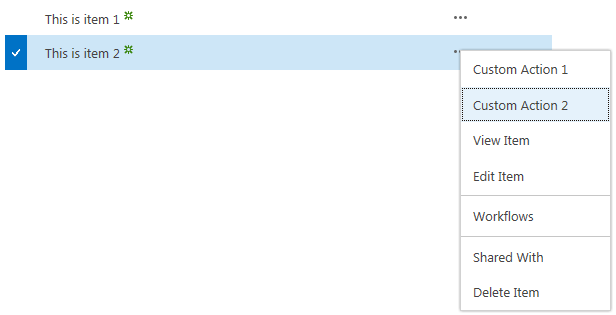 This is item 1
This is item 2
Custom Action 1
Custom Action 2
View Item
Edit Item
Workflows
Shared With
Delete Item